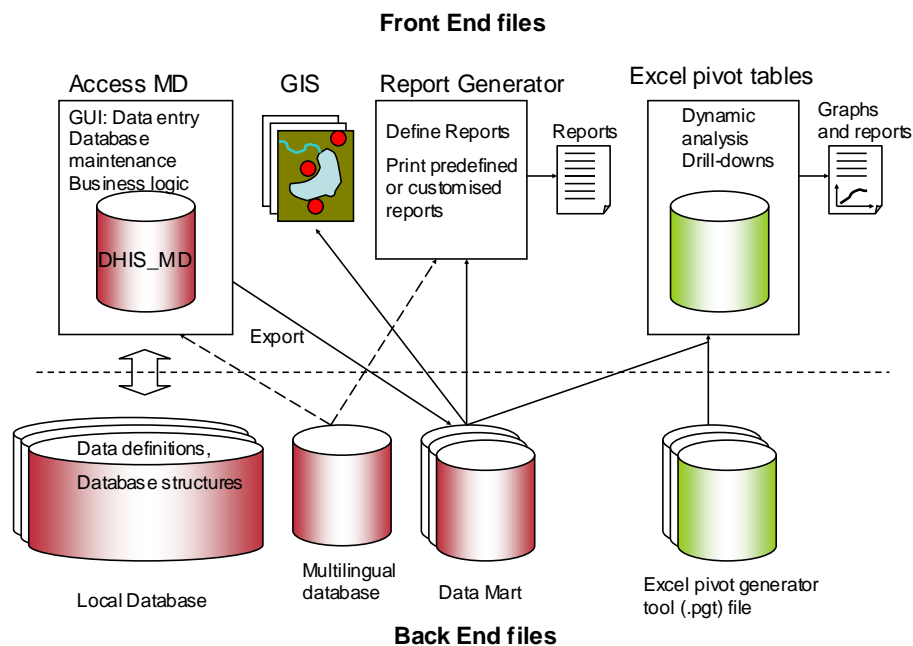 Front End files
Access MD
GUI: Data entry
Database
maintenance
Business logic
DHIS_MD
GIS
Report Generator
Define Reports
Print predefined
or customised
reports
Reports
Excel pivot tables
Dynamic
analysis
Drill-downs
Graphs
and reports
Export
Data definitions,
Database structures
Local Database
Multilingual
database
Data Mart
Excel pivot generator
tool (.pgt) file
Back End files